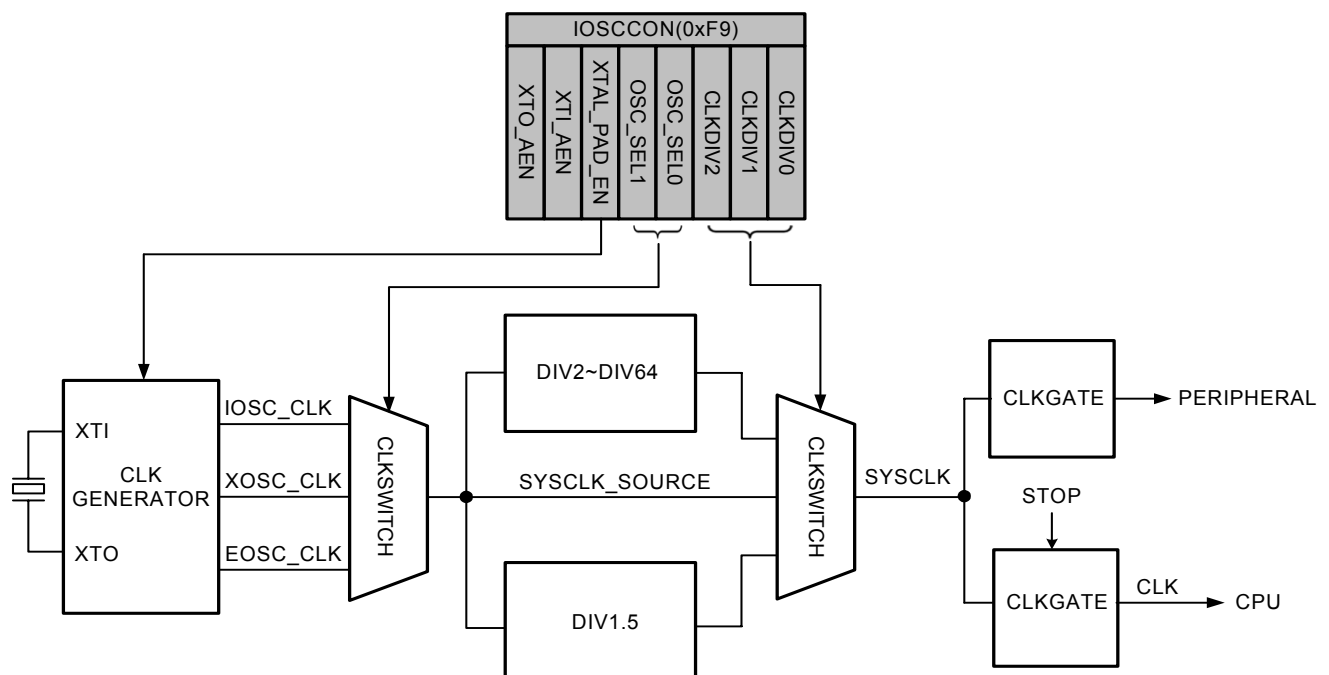 IOSCCON(0xF9)
XTO_AEN
XTI_AEN
XTAL_PAD_EN
OSC_SEL1
OSC_SEL0
CLKDIV2
CLKDIV1
CLKDIV0
XTI
CLK
GENERATOR
XTO
IOSC_CLK
XOSC_CLK
EOSC_CLK
CLKSWITCH
DIV2~DIV64
SYSCLK_SOURCE
DIV1.5
CLKSWITCH
SYSCLK
CLKGATE
PERIPHERAL
STOP
CLKGATE
CLK
CPU